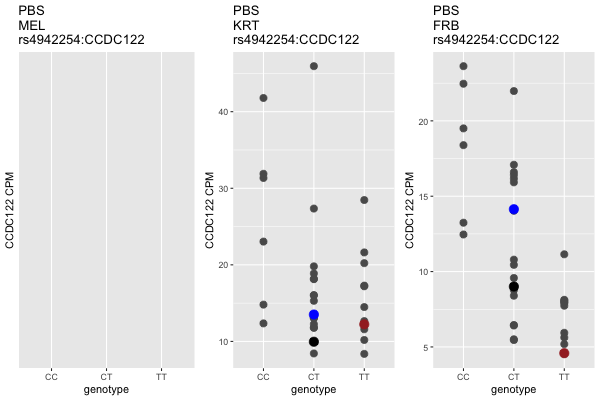 PBS
MEL
rs4942254:CCDC122
CCDC122 CPM
CC CT TT
genotype
PBS
KRT
rs4942254:CCDC122
CCDC122 CPM
40
30
20
10
CC CT TT
genotype
PBS
FRB
rs4942254:CCDC122
CCDC122 CPM
20
15
10
5
CC CT TT
genotype